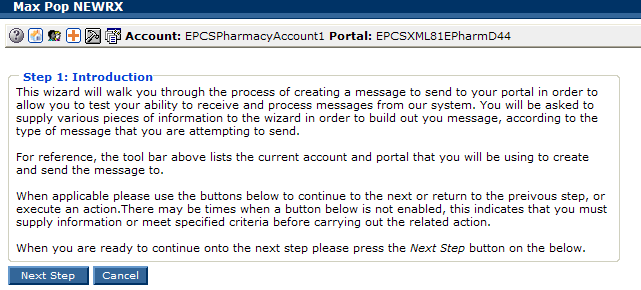 Max Pop NEWRX
Account: EPCSPharmacyAccount1 Portal: EPCSXML81EPharmD44
Step 1: Introduction
This wizard will walk you through the process of creating a message to send to your portal in order to
allow you to test your ability to receive and process messages from our system. You will be asked to
supply various pieces of information to the wizard in order to build out you message, according to the
type of message that you are attempting to send.
For reference, the tool bar above lists the current account and portal that you will be using to create
and send the message to.
When applicable please use the buttons below to continue to the next or return to the preivous step, or
execute an action.There may be times when a button below is not enabled, this indicates that you must
supply information or meet specified criteria before carrying out the related action.
When you are ready to continue onto the next step please press the Next Step button on the below.
Next Step Cancel